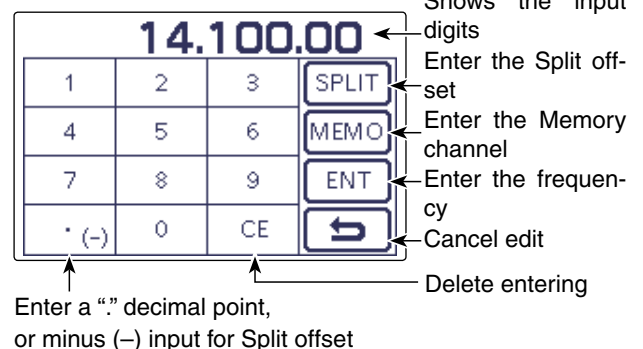 Shows the input
digits
14.100.00
Enter the Split off-
set
1 2 3 SPLIT
Enter the Memory
channel
4 5 6 MEMO
Enter the frequen-
cy
7 8 9 ENT
Cancel edit
· (–) 0 CE
Delete entering
Enter a “.” decimal point,
or minus (–) input for Split offset